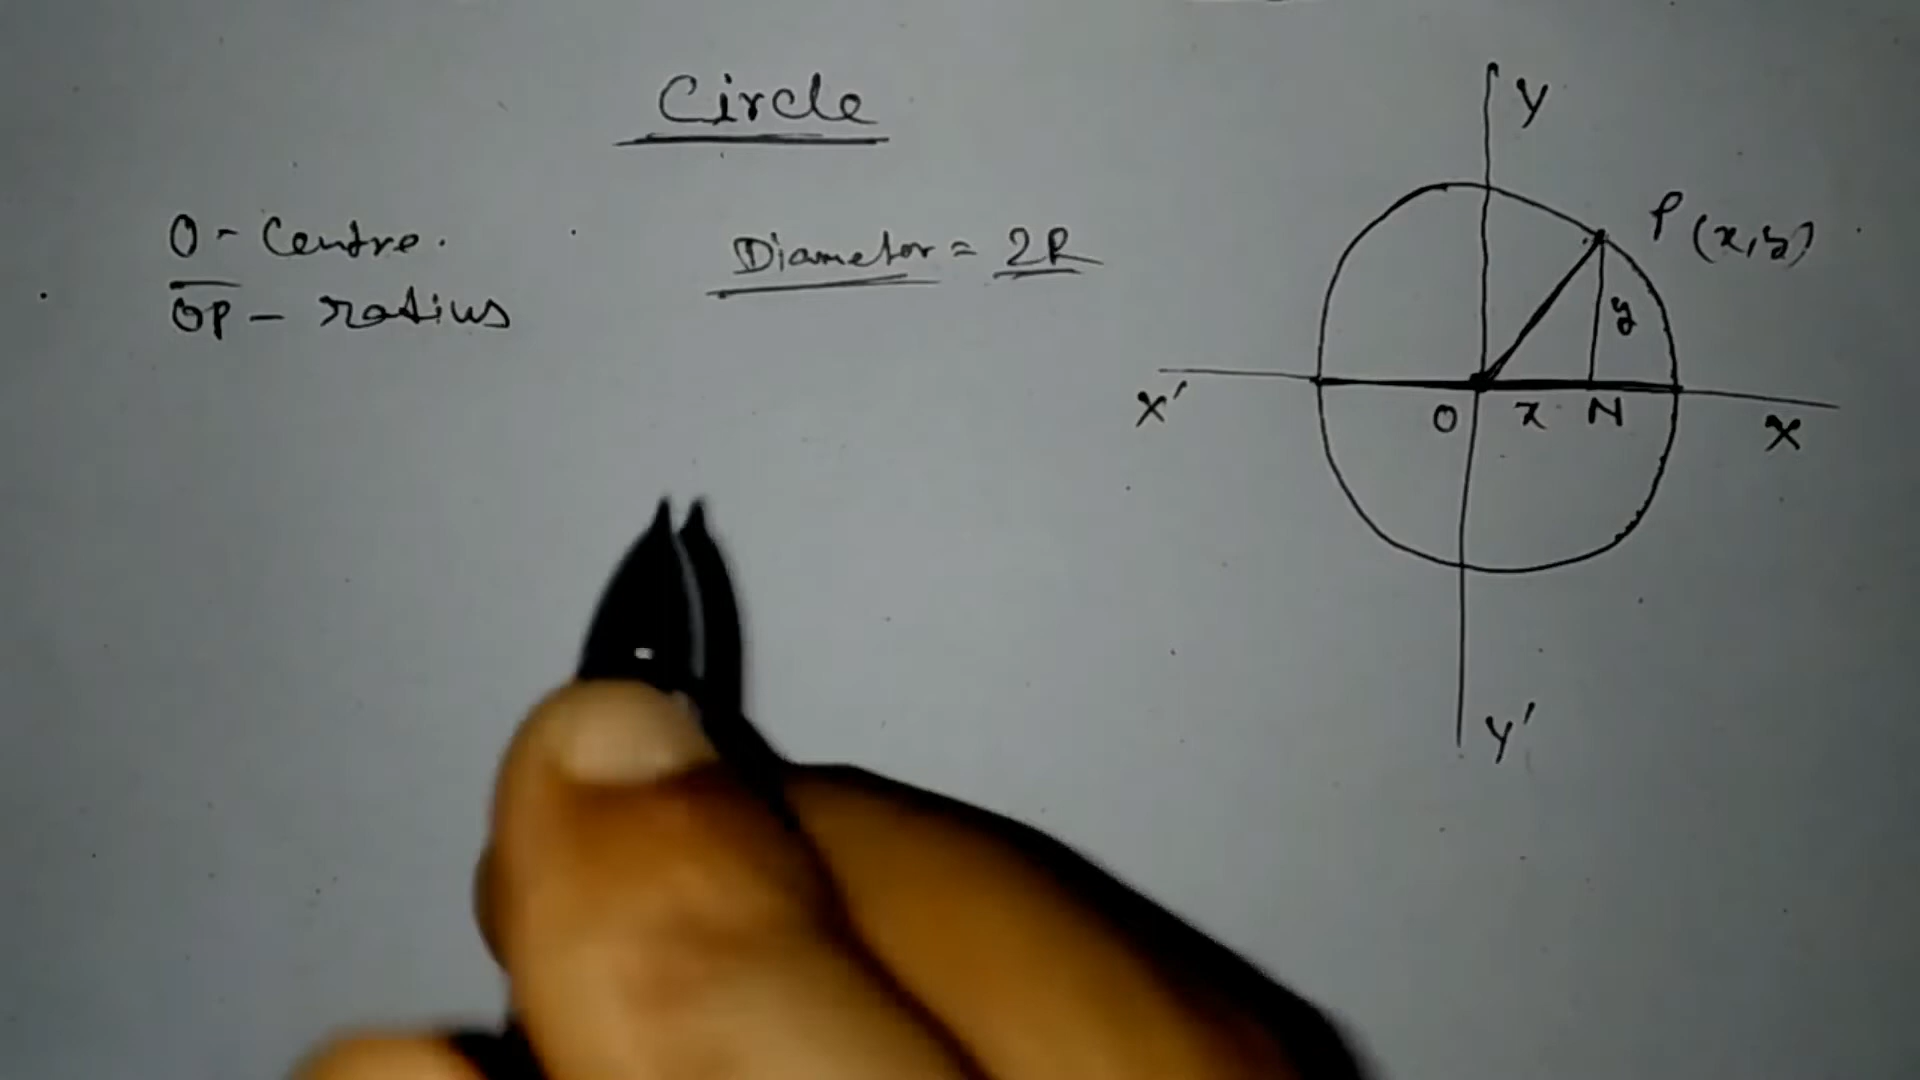 Circle
O - Centre.
OP - radius
Diameter = 2R
Y
P (x, y)
y
X'
O
x
N
X
Y'